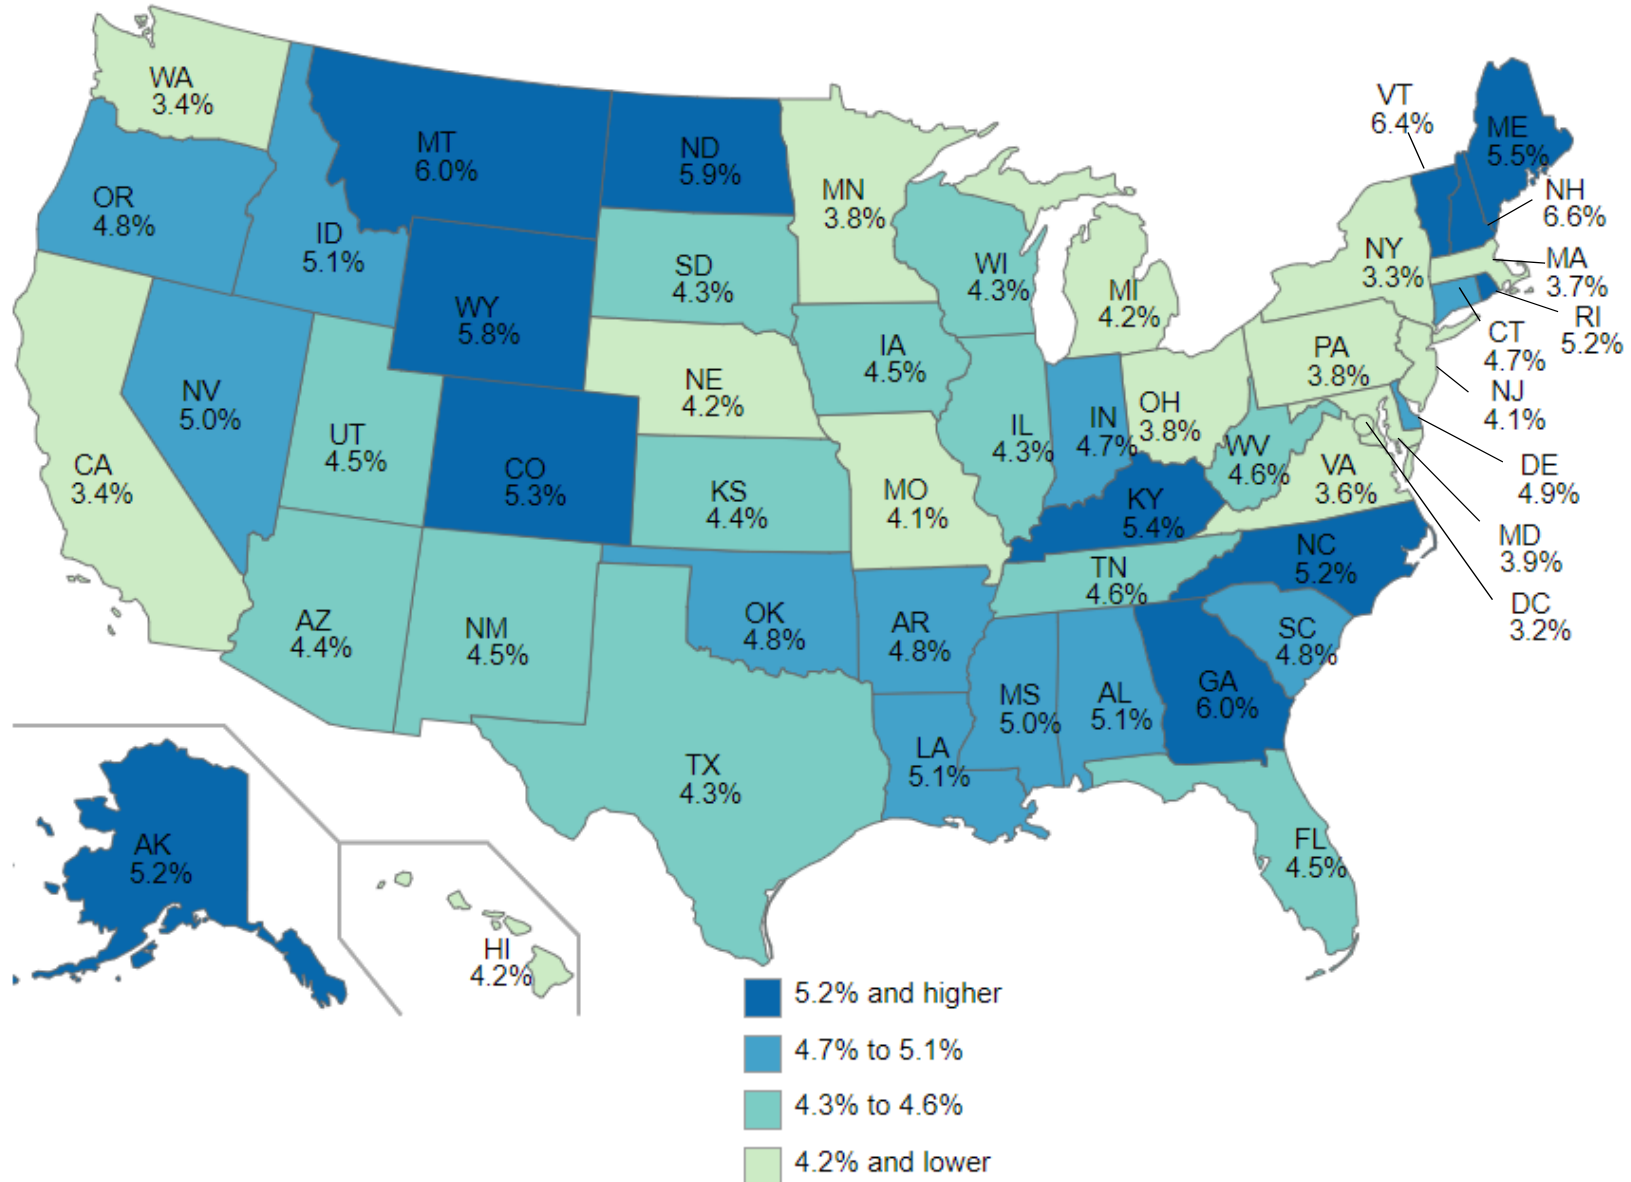 WA
3.4%
MT
6.0%
ND
5.9%
MN
3.8%
VT
6.4%
ME
5.5%
NH
6.6%
OR
4.8%
ID
5.1%
WY
5.8%
SD
4.3%
WI
4.3%
MI
4.2%
NY
3.3%
MA
3.7%
RI
5.2%
CT
4.7%
NJ
4.1%
NV
5.0%
UT
4.5%
CO
5.3%
NE
4.2%
IA
4.5%
IL
4.3%
IN
4.7%
OH
3.8%
PA
3.8%
WV
4.6%
VA
3.6%
DE
4.9%
MD
3.9%
DC
3.2%
CA
3.4%
KS
4.4%
MO
4.1%
KY
5.4%
NC
5.2%
TN
4.6%
SC
4.8%
AZ
4.4%
NM
4.5%
OK
4.8%
AR
4.8%
MS
5.0%
AL
5.1%
GA
6.0%
LA
5.1%
TX
4.3%
FL
4.5%
AK
5.2%
HI
4.2%
5.2% and higher
4.7% to 5.1%
4.3% to 4.6%
4.2% and lower